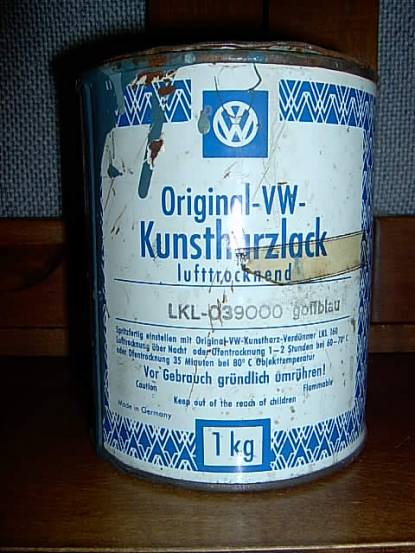 Original-VW-
Kunstharzlack
lufttrocknend
LKL-039000 golfblau
Spritzfertig einstellen mit Original-VW-Kunstharz-Verdünner LKL 160
Lufttrocknung über Nacht oder Ofentrocknung 1–2 Stunden bei 60–70° C
oder Ofentrocknung 35 Minuten bei 80° C Objekttemperatur
Vor Gebrauch gründlich umrühren!
Caution Flammable
Keep out of the reach of children
Made in Germany
1 kg